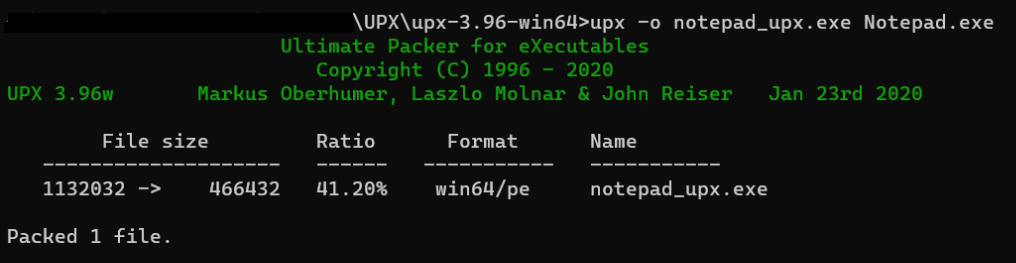 \UPX\upx-3.96-win64>upx -o notepad_upx.exe Notepad.exe
Ultimate Packer for eXecutables
Copyright (C) 1996 - 2020
UPX 3.96w Markus Oberhumer, Laszlo Molnar & John Reiser Jan 23rd 2020
File size Ratio Format Name
-------------------- ------ ----------- -----------
1132032 -> 466432 41.20% win64/pe notepad_upx.exe
Packed 1 file.